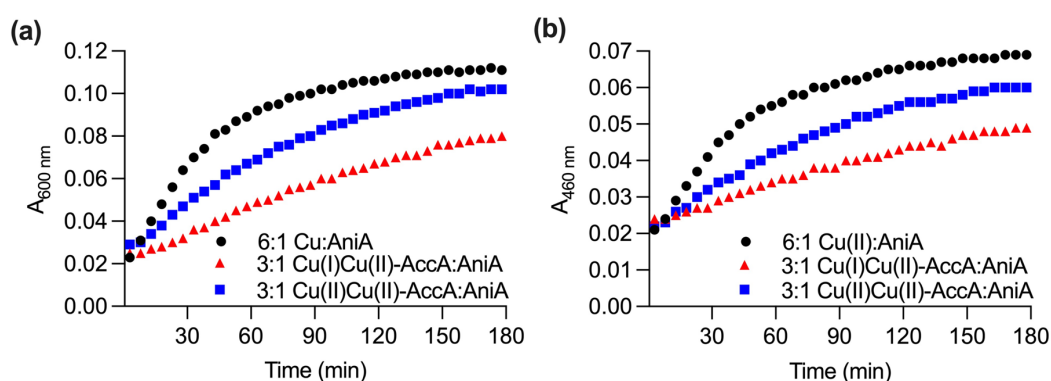 (a)
A600 nm
0.12
0.10
0.08
0.06
0.04
0.02
0.00
6:1 Cu:AniA
3:1 Cu(I)Cu(II)-AccA:AniA
3:1 Cu(II)Cu(II)-AccA:AniA
30 60 90 120 150 180
Time (min)
(b)
A460 nm
0.07
0.06
0.05
0.04
0.03
0.02
0.01
0.00
6:1 Cu(II):AniA
3:1 Cu(I)Cu(II)-AccA:AniA
3:1 Cu(II)Cu(II)-AccA:AniA
30 60 90 120 150 180
Time (min)